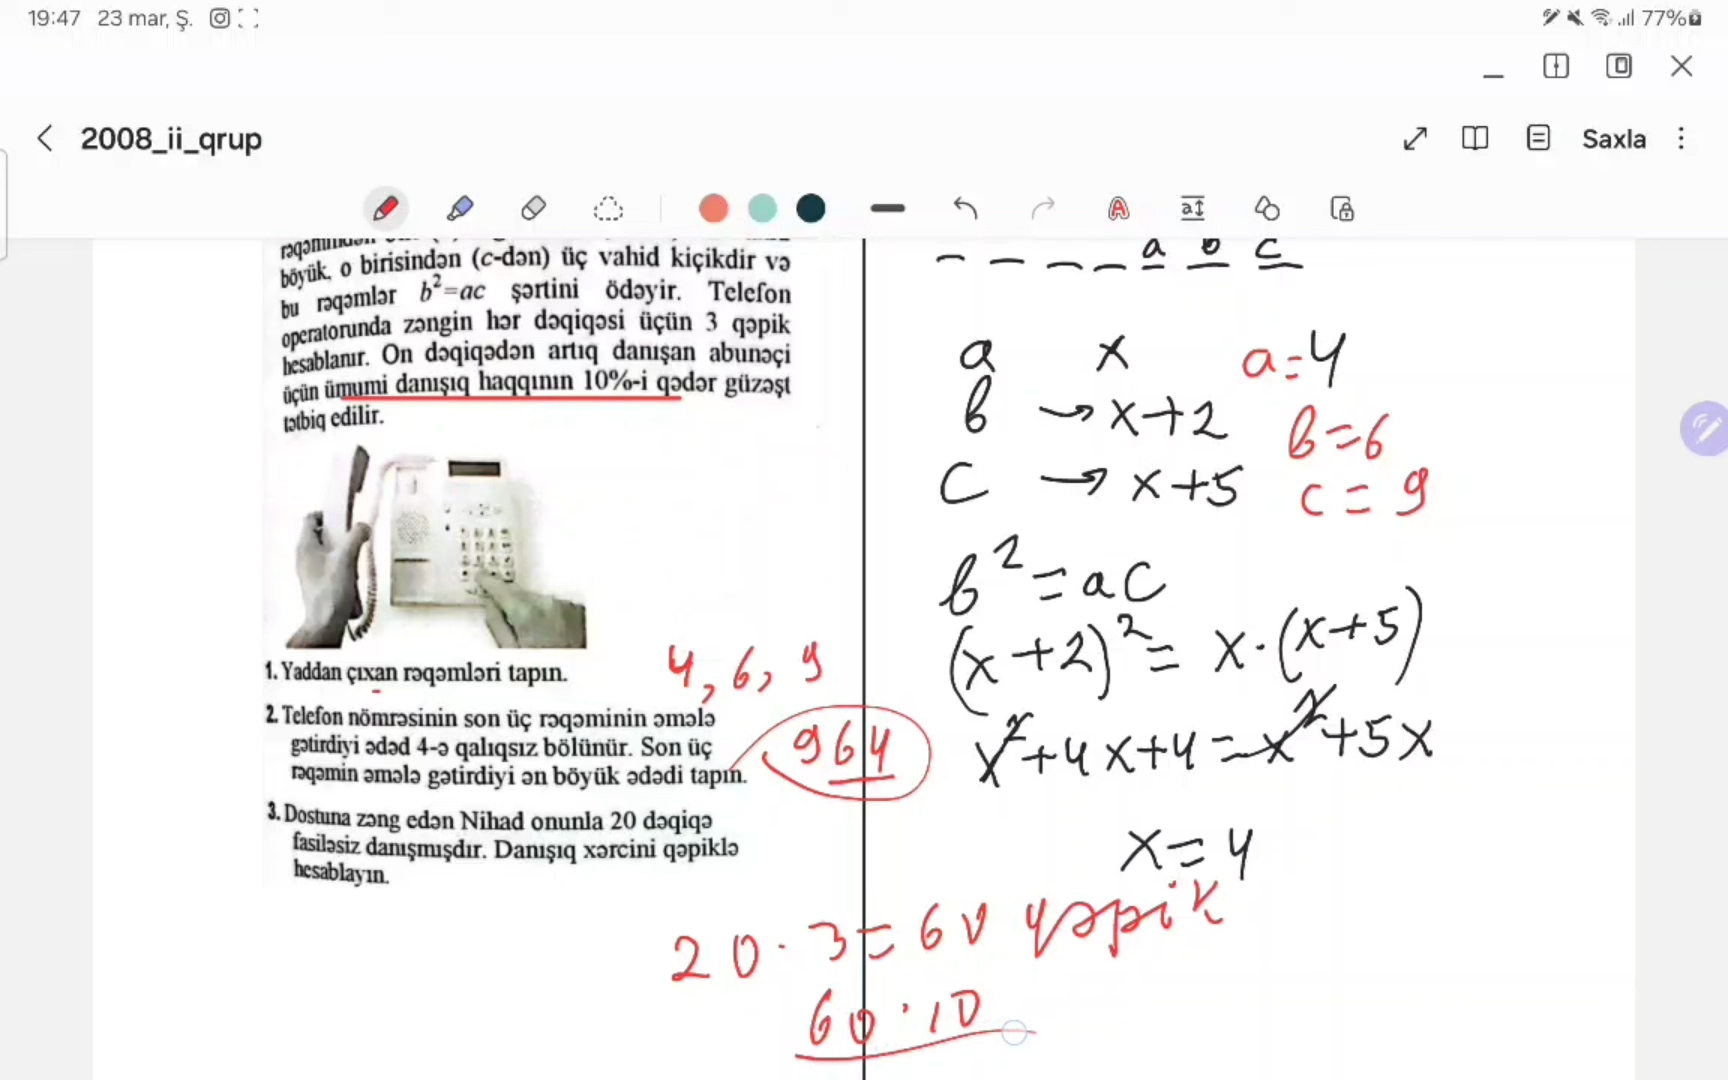 19:47 23 mar, Ş.
77%
2008_ii_qrup
Saxla
böyük, o birisindən (c-dən) üç vahid kiçikdir və
bu rəqəmlər b²=ac şərtini ödəyir. Telefon
operatorunda zəngin hər dəqiqəsi üçün 3 qəpik
hesablanır. On dəqiqədən artıq danışan abunəçi
üçün ümumi danışıq haqqının 10%-i qədər güzəşt
tətbiq edilir.
1. Yaddan çıxan rəqəmləri tapın.
4, 6, 9
2. Telefon nömrəsinin son üç rəqəminin əmələ
gətirdiyi ədəd 4-ə qalıqsız bölünür. Son üç
rəqəmin əmələ gətirdiyi ən böyük ədədi tapın.
964
3. Dostuna zəng edən Nihad onunla 20 dəqiqə
fasiləsiz danışmışdır. Danışıq xərcini qəpiklə
hesablayın.
_ _ _ _ a b c
a x a=4
b → x+2 b=6
c → x+5 c=9
b²=ac
(x+2)²=x·(x+5)
x²+4x+4=x²+5x
x=4
20·3=60 qəpik
60·10